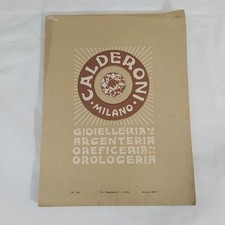 CALDERONI
MILANO
GIOIELLERIA
ARGENTERIA
OREFICERIA
OROLOGERIA